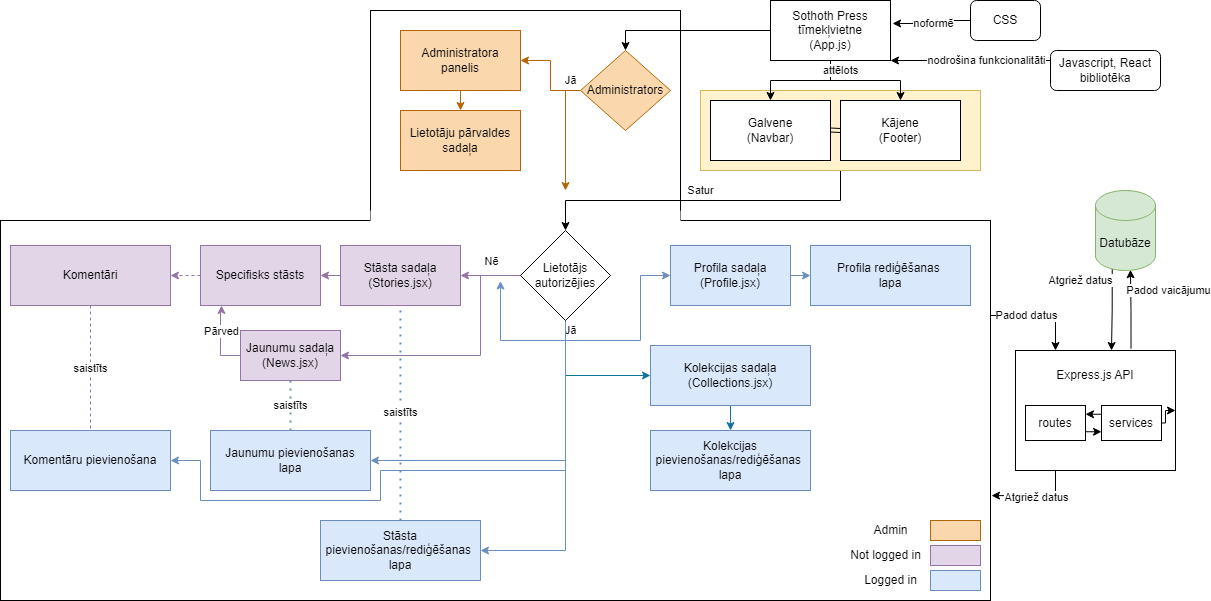 Sothoth Press
tīmekļvietne
(App.js)
noformē
CSS
nodrošina funkcionalitāti
Javascript, React
bibliotēka
attēlots
Administratora
panelis
Jā
Administrators
Lietotāju pārvaldes
sadaļa
Galvene
(Navbar)
Kājene
(Footer)
Satur
Datubāze
Komentāri
Specifisks stāsts
Stāsta sadaļa
(Stories.jsx)
Nē
Lietotājs
autorizējies
Profila sadaļa
(Profile.jsx)
Profila rediģēšanas
lapa
Atgriež datus
Padod vaicājumu
Padod datus
Pārved
Jā
Jaunumu sadaļa
(News.jsx)
saistīts
Kolekcijas sadaļa
(Collections.jsx)
Express.js API
saistīts
saistīts
routes
services
Komentāru pievienošana
Jaunumu pievienošanas
lapa
Kolekcijas
pievienošanas/rediģēšanas
lapa
Atgriež datus
Stāsta
pievienošanas/rediģēšanas
lapa
Admin
Not logged in
Logged in